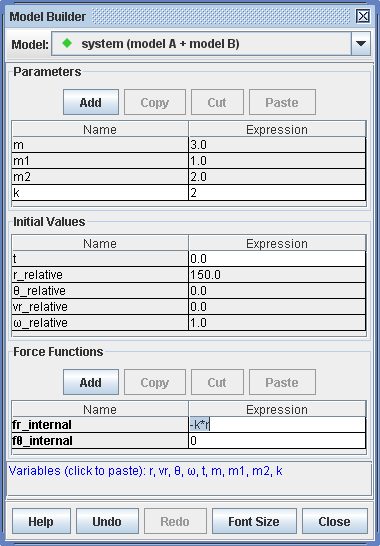 Model Builder
Model: system (model A + model B)
Parameters
Add Copy Cut Paste
Name Expression
m 3.0
m1 1.0
m2 2.0
k 2
Initial Values
Name Expression
t 0.0
r_relative 150.0
θ_relative 0.0
vr_relative 0.0
ω_relative 1.0
Force Functions
Add Copy Cut Paste
Name Expression
fr_internal -k*r
fθ_internal 0
Variables (click to paste): r, vr, θ, ω, t, m, m1, m2, k
Help Undo Redo Font Size Close